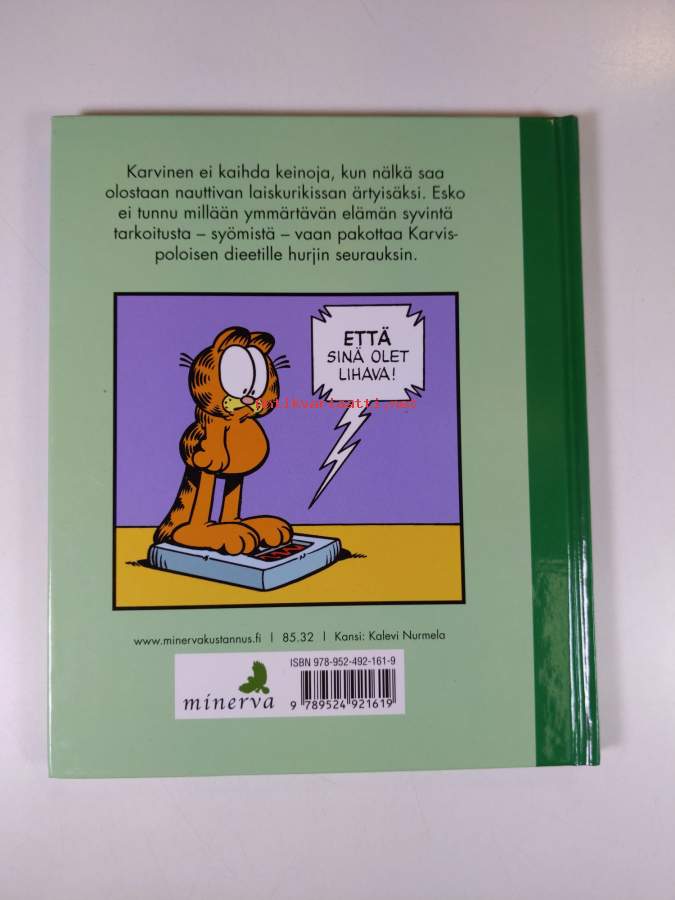 Karvinen ei kaihda keinoja, kun nälkä saa
olostaan nauttivan laiskurikissan ärtyisäksi. Esko
ei tunnu millään ymmärtävän elämän syvintä
tarkoitusta – syömistä – vaan pakottaa Karvis-
poloisen dieetille hurjin seurauksin.
ETTÄ
SINÄ OLET
LIHAVA!
antikvariaatti.net
www.minervakustannus.fi | 85.32 | Kansi: Kalevi Nurmela
minerva
ISBN 978-952-492-161-9
9 789524 921619